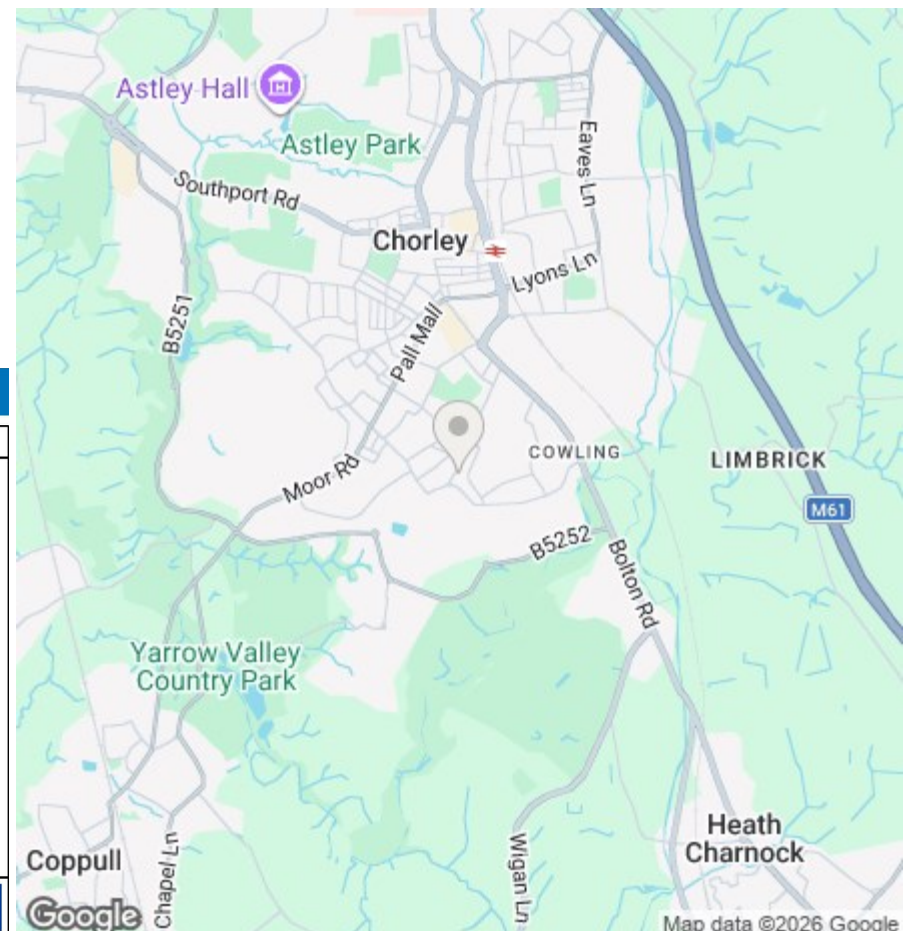 Astley Hall
Astley Park
Eaves Ln
Southport Rd
Chorley
Lyons Ln
B5251
Pall Mall
COWLING
LIMBRICK
Moor Rd
M61
B5252
Bolton Rd
Yarrow Valley
Country Park
Heath
Charnock
Coppull
Chapel Ln
Wigan Ln
Google
Map data ©2026 Google